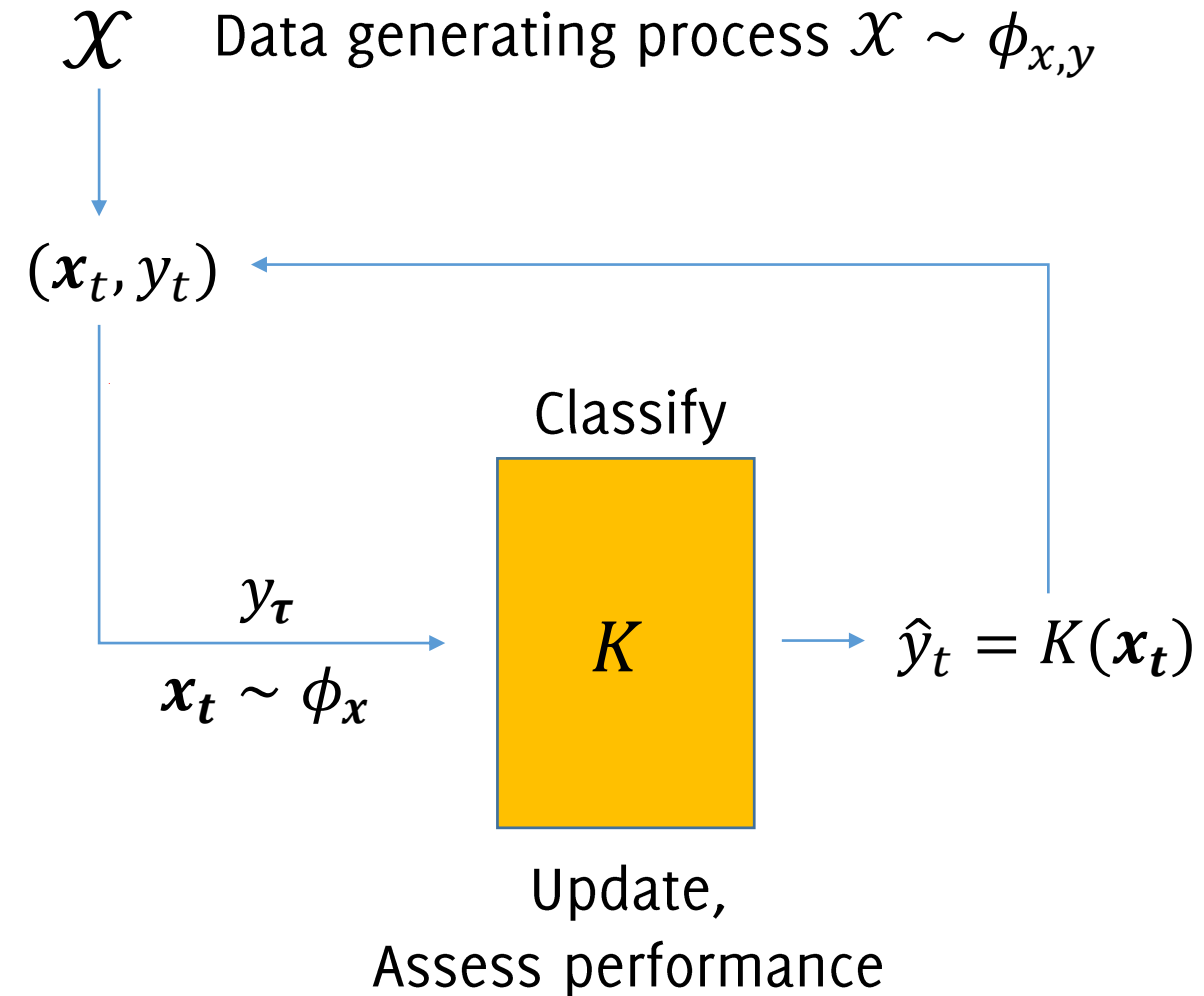 𝒳 Data generating process 𝒳 ~ ϕ_{x,y}
(𝒙_t, y_t)
Classify
y_𝝉
𝒙_𝒕 ~ ϕ_𝒙
K
ŷ_t = K(𝒙_𝒕)
Update,
Assess performance